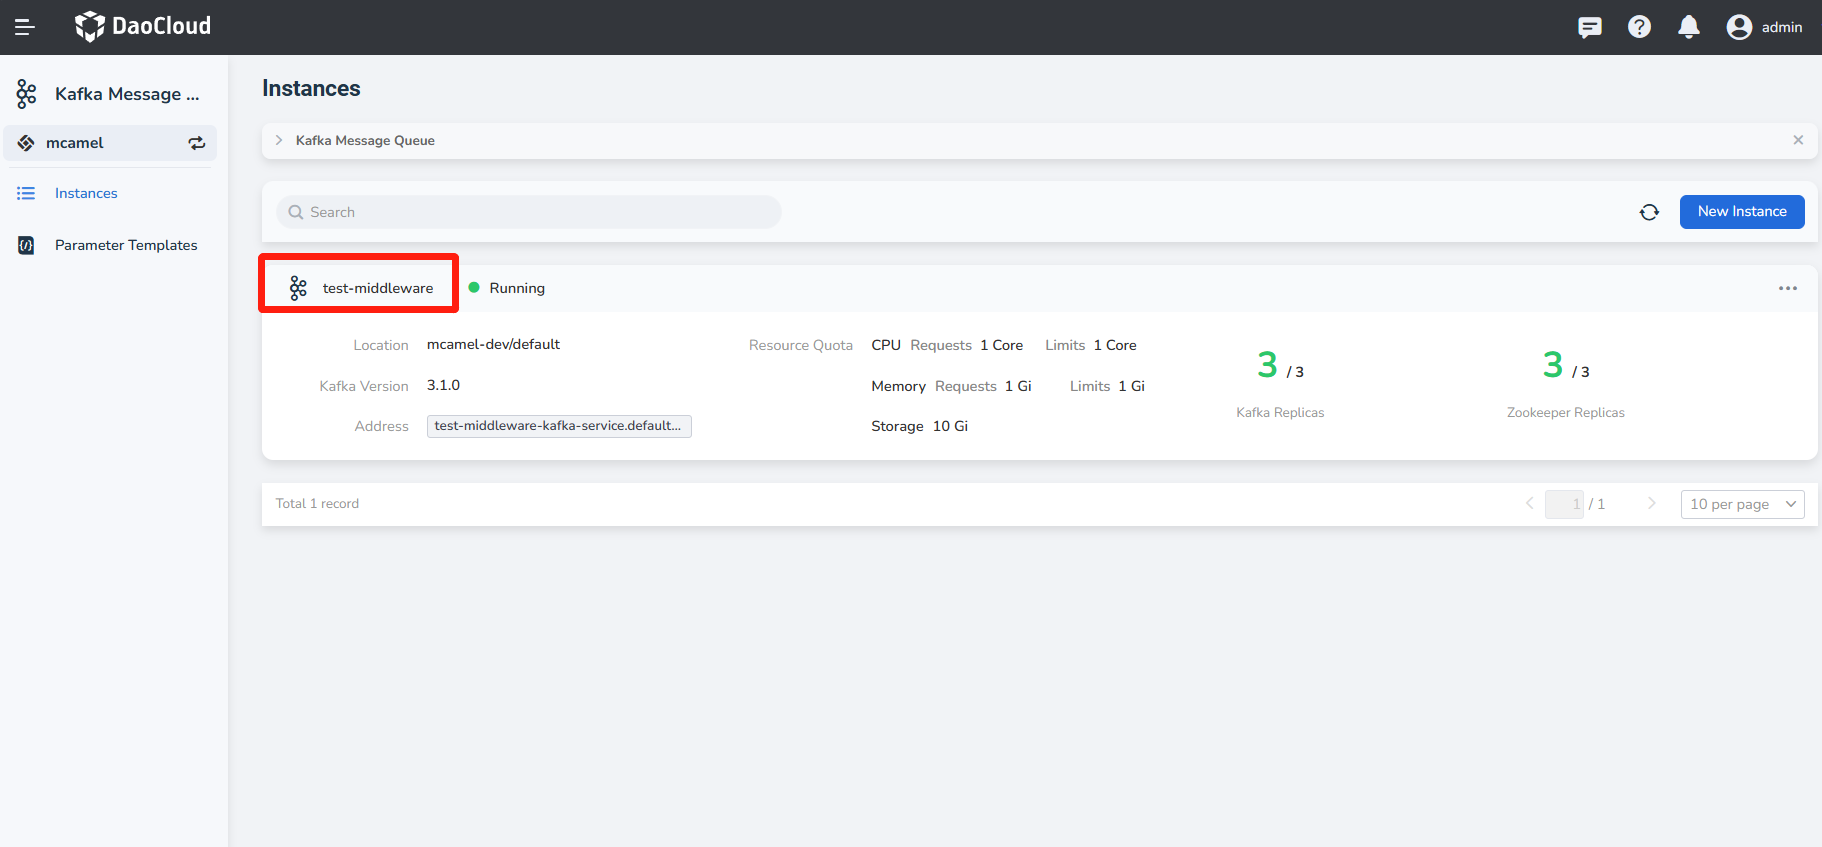 DaoCloud
admin
Kafka Message ...
mcamel
Instances
Parameter Templates
Instances
Kafka Message Queue
Search
New Instance
test-middleware
Running
Location mcamel-dev/default
Resource Quota CPU Requests 1 Core Limits 1 Core
3 / 3
3 / 3
Kafka Version 3.1.0
Memory Requests 1 Gi Limits 1 Gi
Kafka Replicas
Zookeeper Replicas
Address test-middleware-kafka-service.default...
Storage 10 Gi
Total 1 record
1 / 1
10 per page